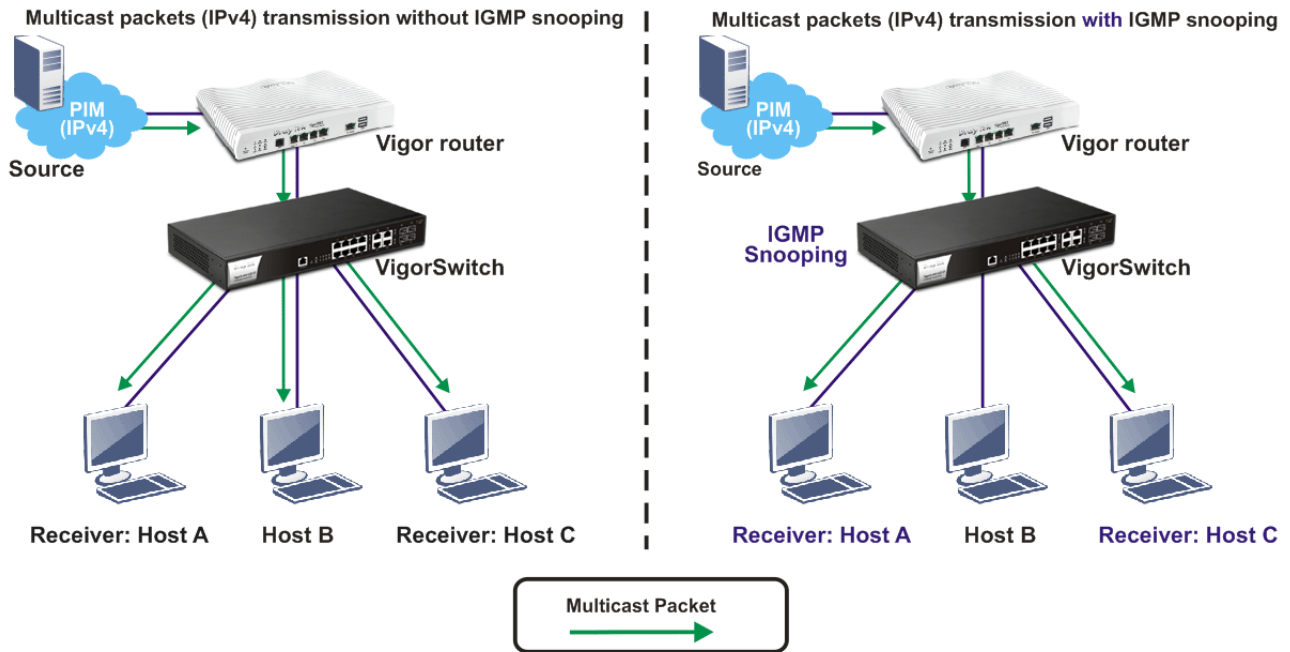 Multicast packets (IPv4) transmission without IGMP snooping
PIM
(IPv4)
Source
Vigor router
VigorSwitch
Receiver: Host A
Host B
Receiver: Host C
Multicast packets (IPv4) transmission with IGMP snooping
PIM
(IPv4)
Source
Vigor router
IGMP
Snooping
VigorSwitch
Receiver: Host A
Host B
Receiver: Host C
Multicast Packet